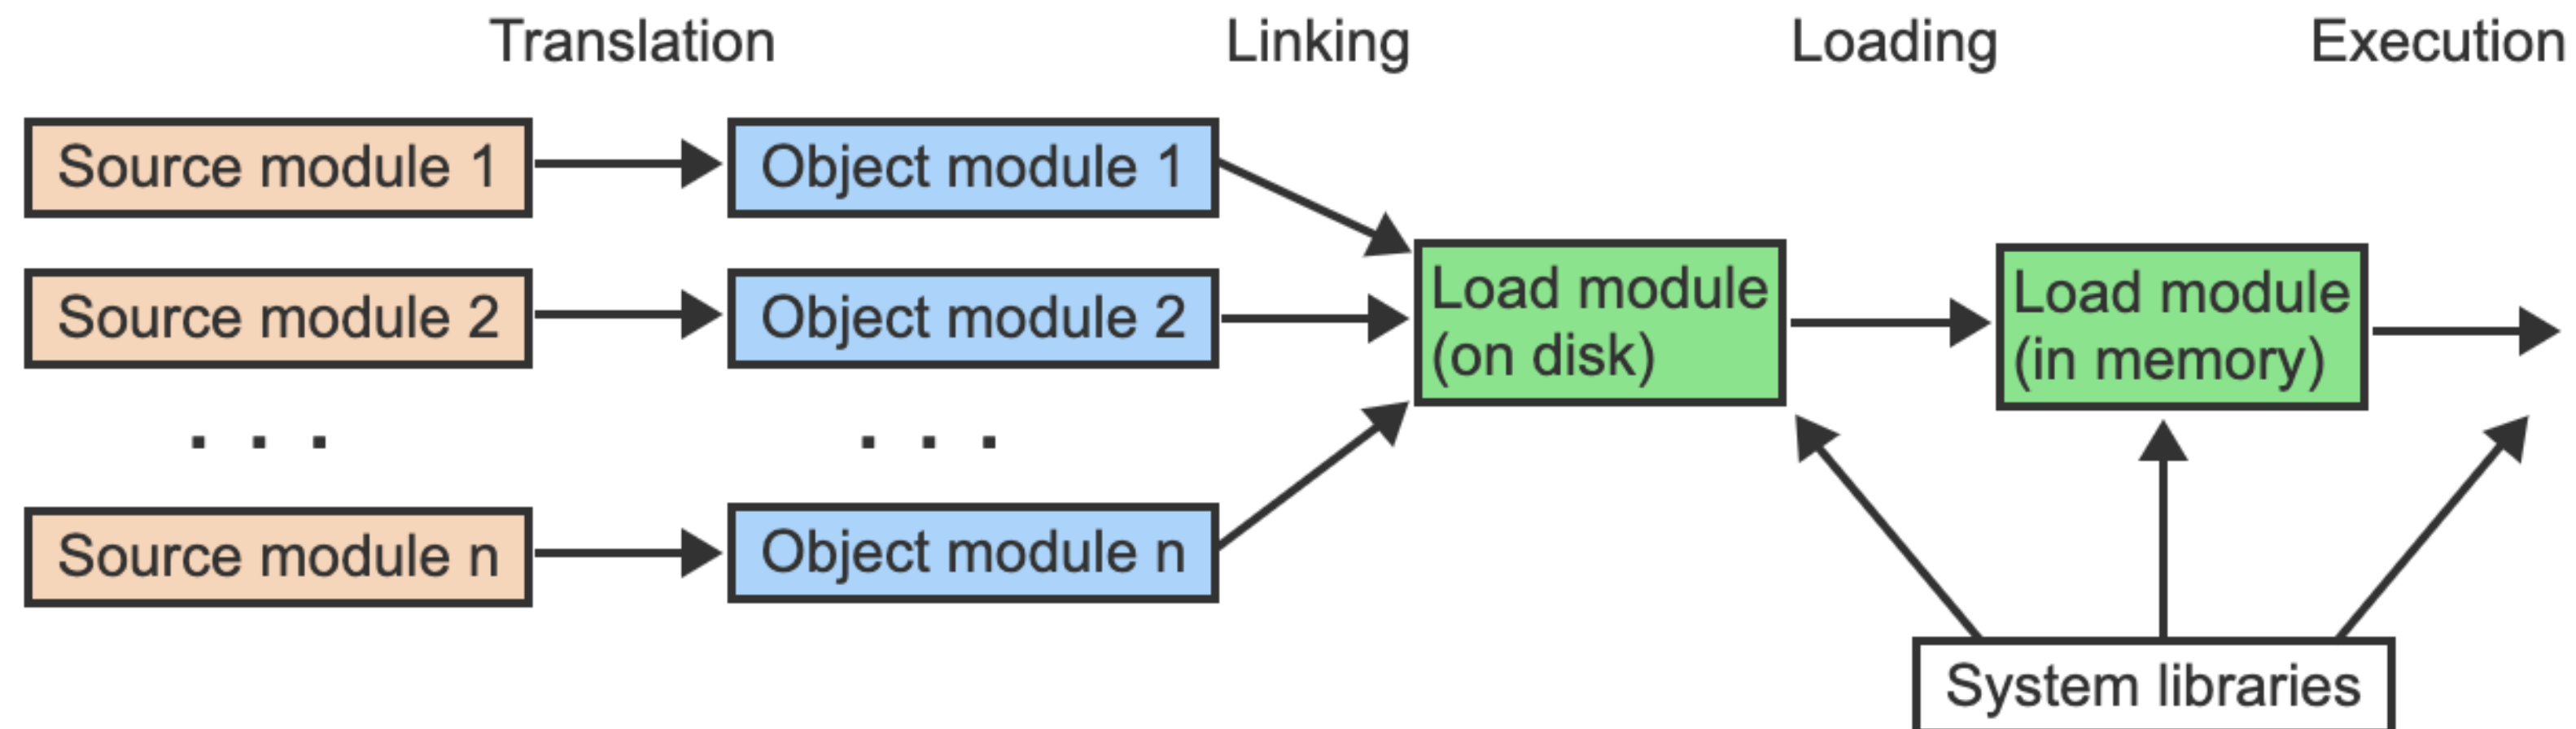 Translation
Linking
Loading
Execution
Source module 1
Object module 1
Source module 2
Object module 2
Load module
(on disk)
Load module
(in memory)
. . .
. . .
Source module n
Object module n
System libraries